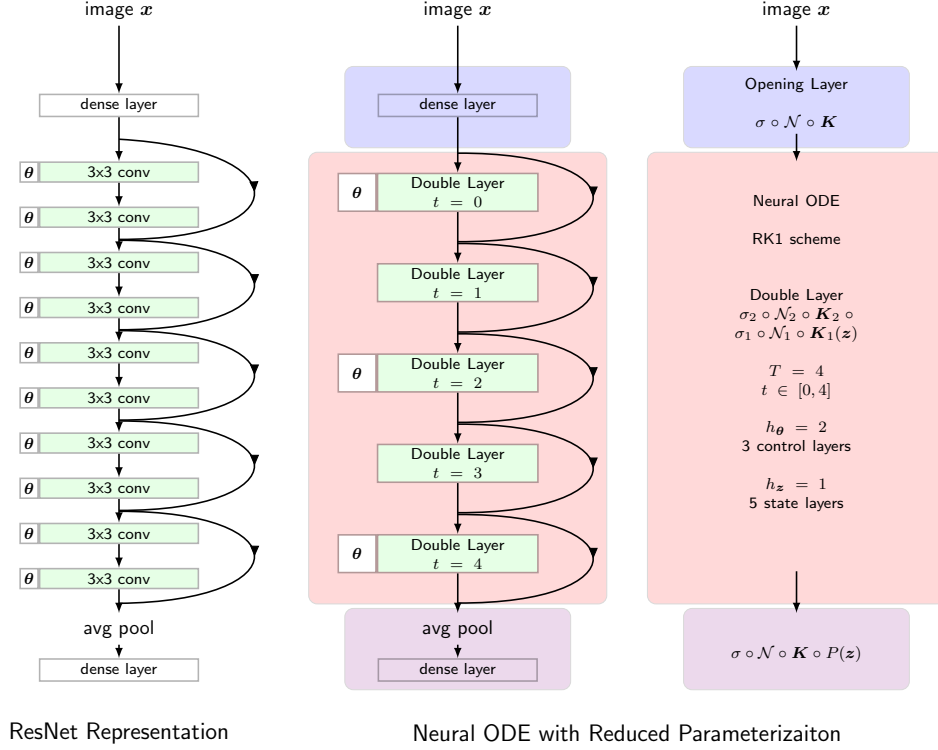 image x
dense layer
θ 3x3 conv
θ 3x3 conv
θ 3x3 conv
θ 3x3 conv
θ 3x3 conv
θ 3x3 conv
θ 3x3 conv
θ 3x3 conv
θ 3x3 conv
θ 3x3 conv
avg pool
dense layer
ResNet Representation
image x
dense layer
θ Double Layer
t = 0
Double Layer
t = 1
θ Double Layer
t = 2
Double Layer
t = 3
θ Double Layer
t = 4
avg pool
dense layer
image x
Opening Layer
σ ∘ 𝒩 ∘ K
Neural ODE
RK1 scheme
Double Layer
σ₂ ∘ 𝒩₂ ∘ K₂ ∘
σ₁ ∘ 𝒩₁ ∘ K₁(z)
T = 4
t ∈ [0, 4]
h_θ = 2
3 control layers
h_z = 1
5 state layers
σ ∘ 𝒩 ∘ K ∘ P(z)
Neural ODE with Reduced Parameterizaiton